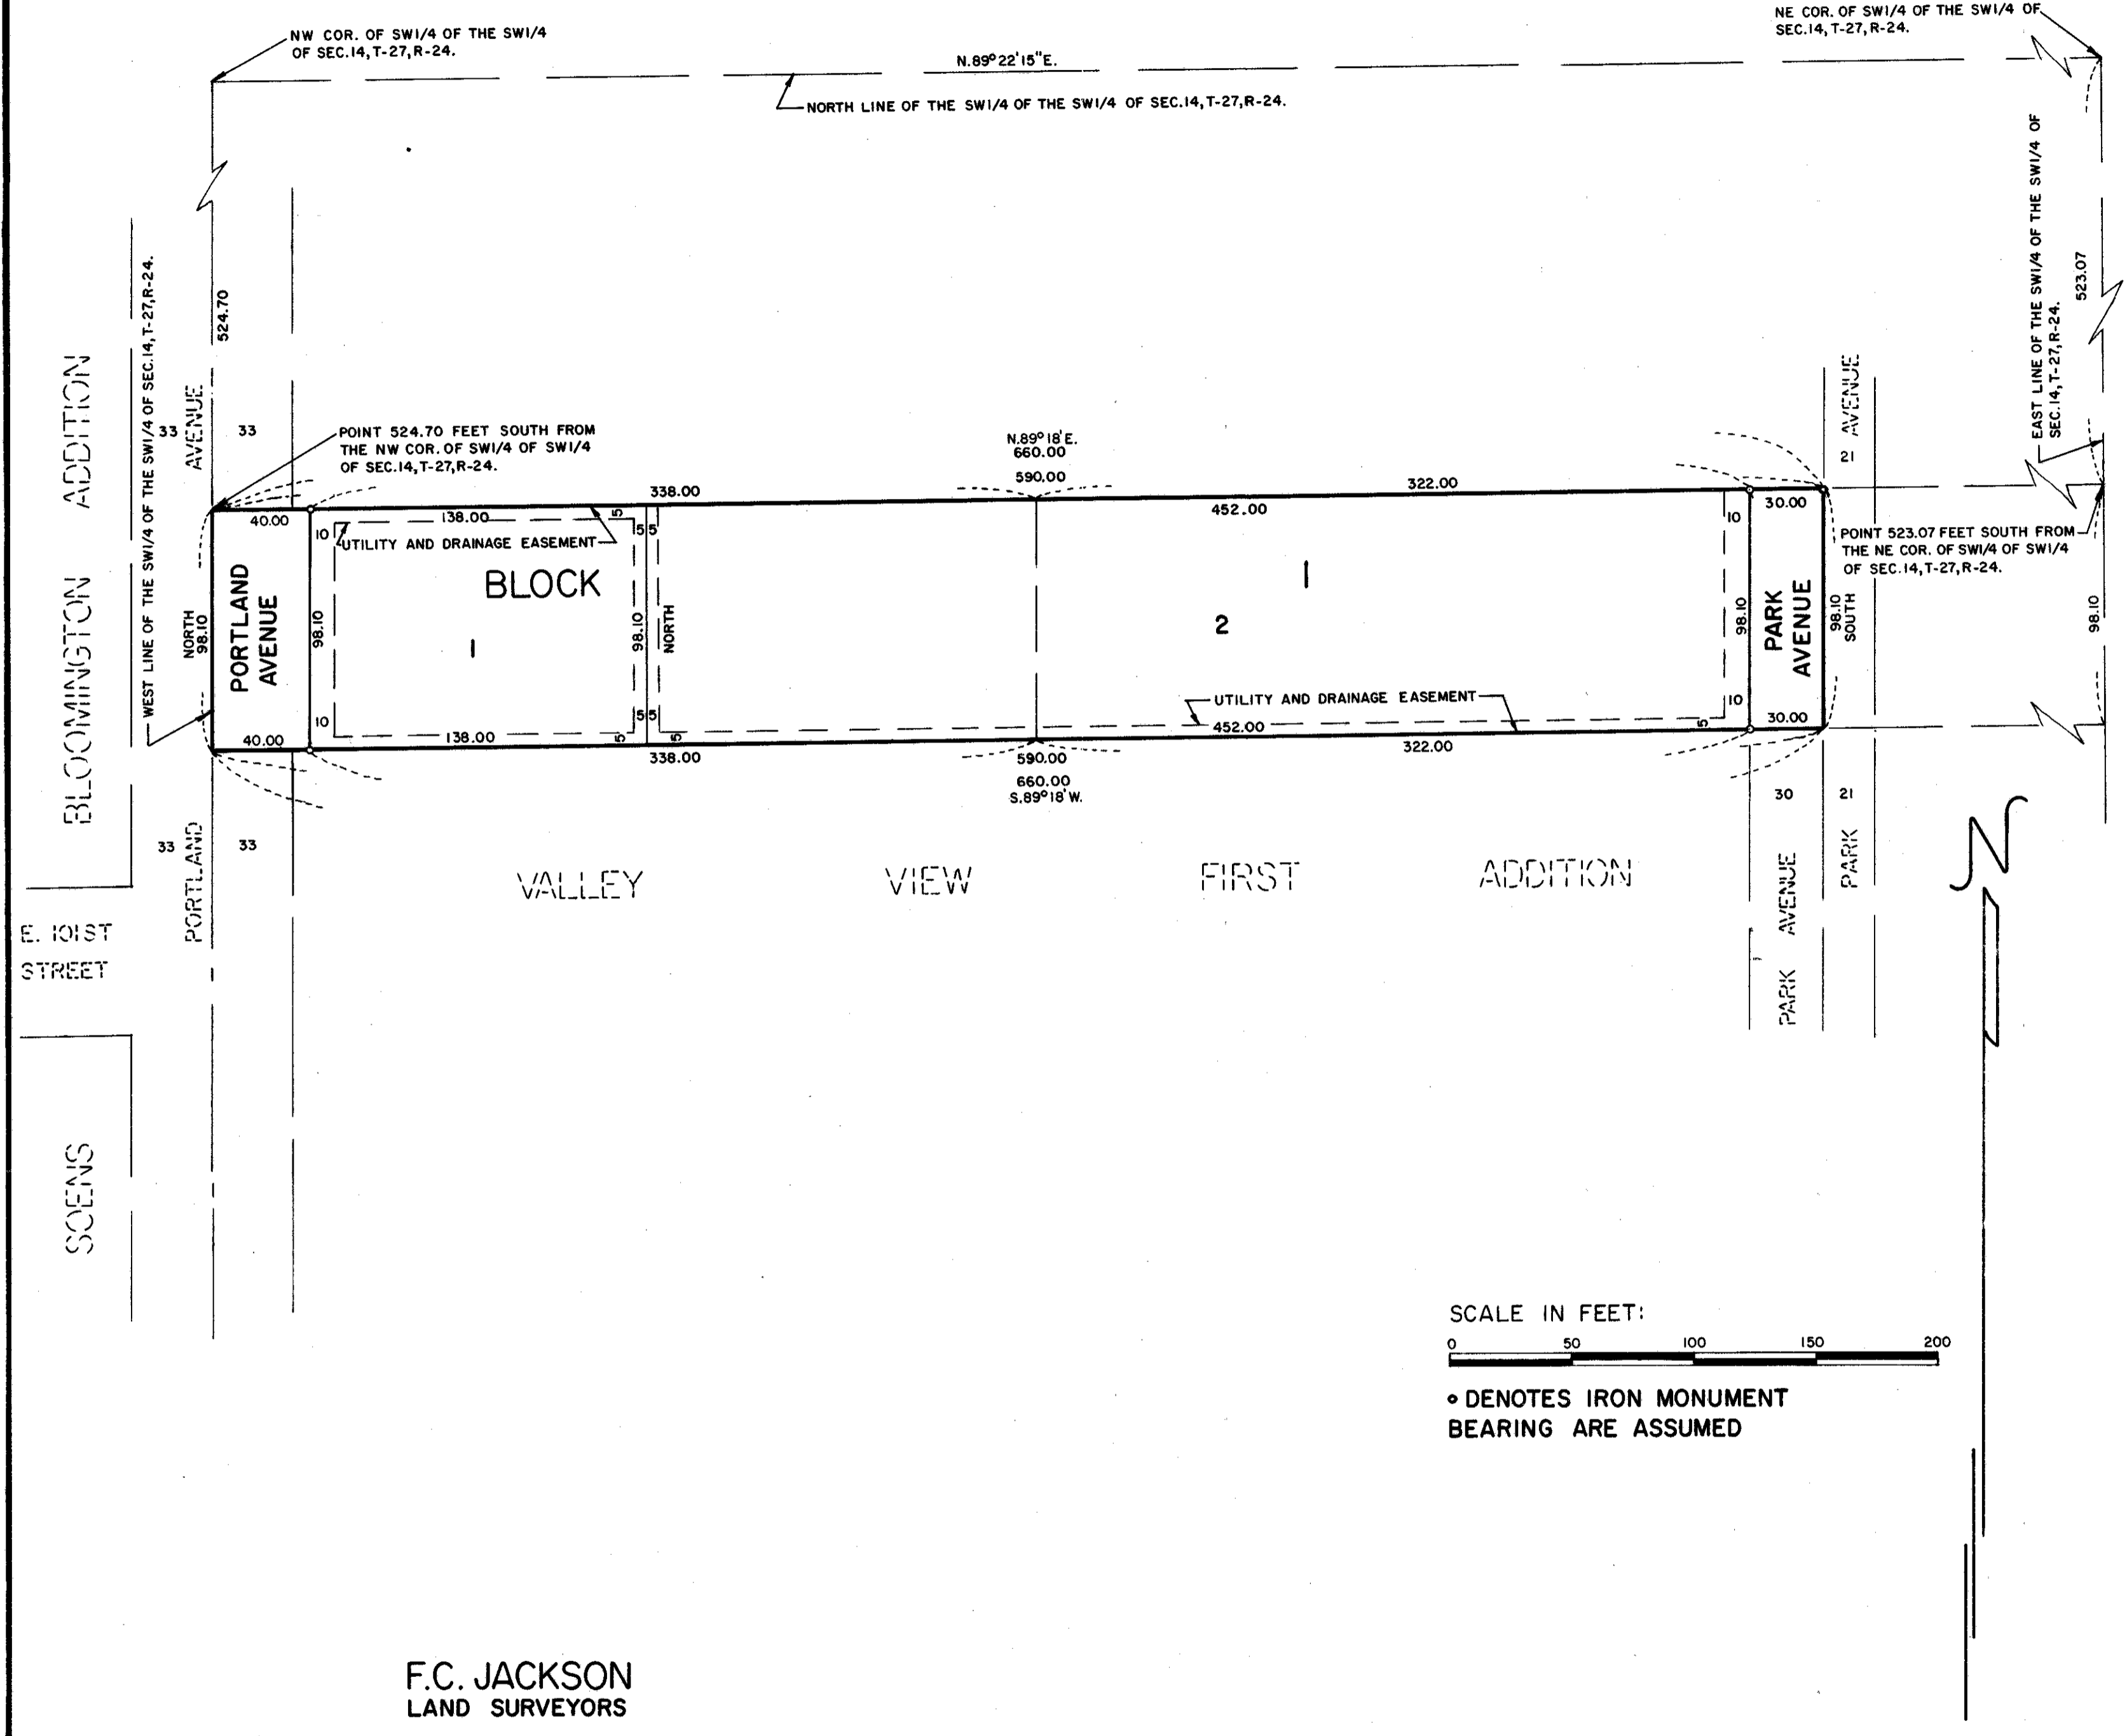 NW COR. OF SW1/4 OF THE SW1/4
OF SEC.14,T-27,R-24.
NE COR. OF SW1/4 OF THE SW1/4 OF
SEC.14,T-27,R-24.
N.89°22'15"E.
NORTH LINE OF THE SW1/4 OF THE SW1/4 OF SEC.14,T-27,R-24.
WEST LINE OF THE SW1/4 OF THE SW1/4 OF SEC.14,T-27,R-24.
524.70
EAST LINE OF THE SW1/4 OF THE SW1/4 OF
SEC.14,T-27,R-24.
523.07
BLOOMINGTON ADDITION
33
AVENUE
33
POINT 524.70 FEET SOUTH FROM
THE NW COR. OF SW1/4 OF SW1/4
OF SEC.14,T-27,R-24.
N.89°18'E.
660.00
590.00
AVENUE
21
338.00
322.00
40.00
138.00
5
452.00
30.00
10
UTILITY AND DRAINAGE EASEMENT
5
5
10
POINT 523.07 FEET SOUTH FROM
THE NE COR. OF SW1/4 OF SW1/4
OF SEC.14,T-27,R-24.
BLOCK
1
NORTH
98.10
PORTLAND
AVENUE
98.10
1
98.10
NORTH
2
98.10
PARK
AVENUE
98.10
SOUTH
98.10
UTILITY AND DRAINAGE EASEMENT
10
10
5
5
5
5
5
40.00
138.00
452.00
30.00
338.00
590.00
322.00
660.00
S.89°18'W.
33
PORTLAND
33
30
21
PARK AVENUE
PARK
VALLEY VIEW FIRST ADDITION
N
E. 101ST
STREET
SOENS
SCALE IN FEET:
0 50 100 150 200
DENOTES IRON MONUMENT
BEARING ARE ASSUMED
F.C. JACKSON
LAND SURVEYORS